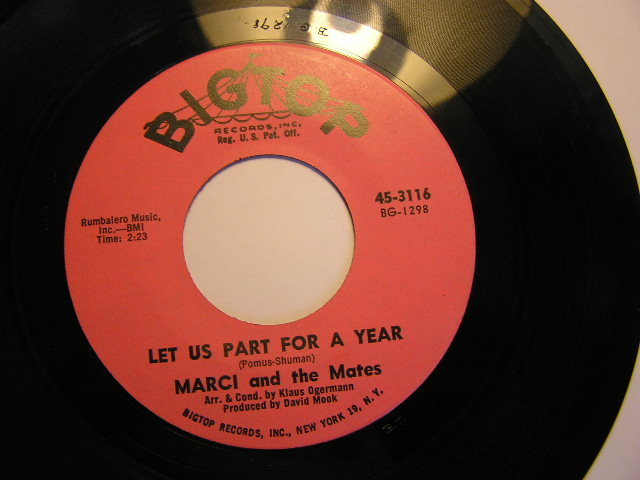 B.G. 1298
BIGTOP
RECORDS, INC.
Reg. U. S. Pat. Off.
45-3116
BG-1298
Rumbalero Music,
Inc.—BMI
Time: 2:23
LET US PART FOR A YEAR
(Pomus-Shuman)
MARCI and the Mates
Arr. & Cond. by Klaus Ogermann
Produced by David Mook
BIGTOP RECORDS, INC., NEW YORK 19, N. Y.